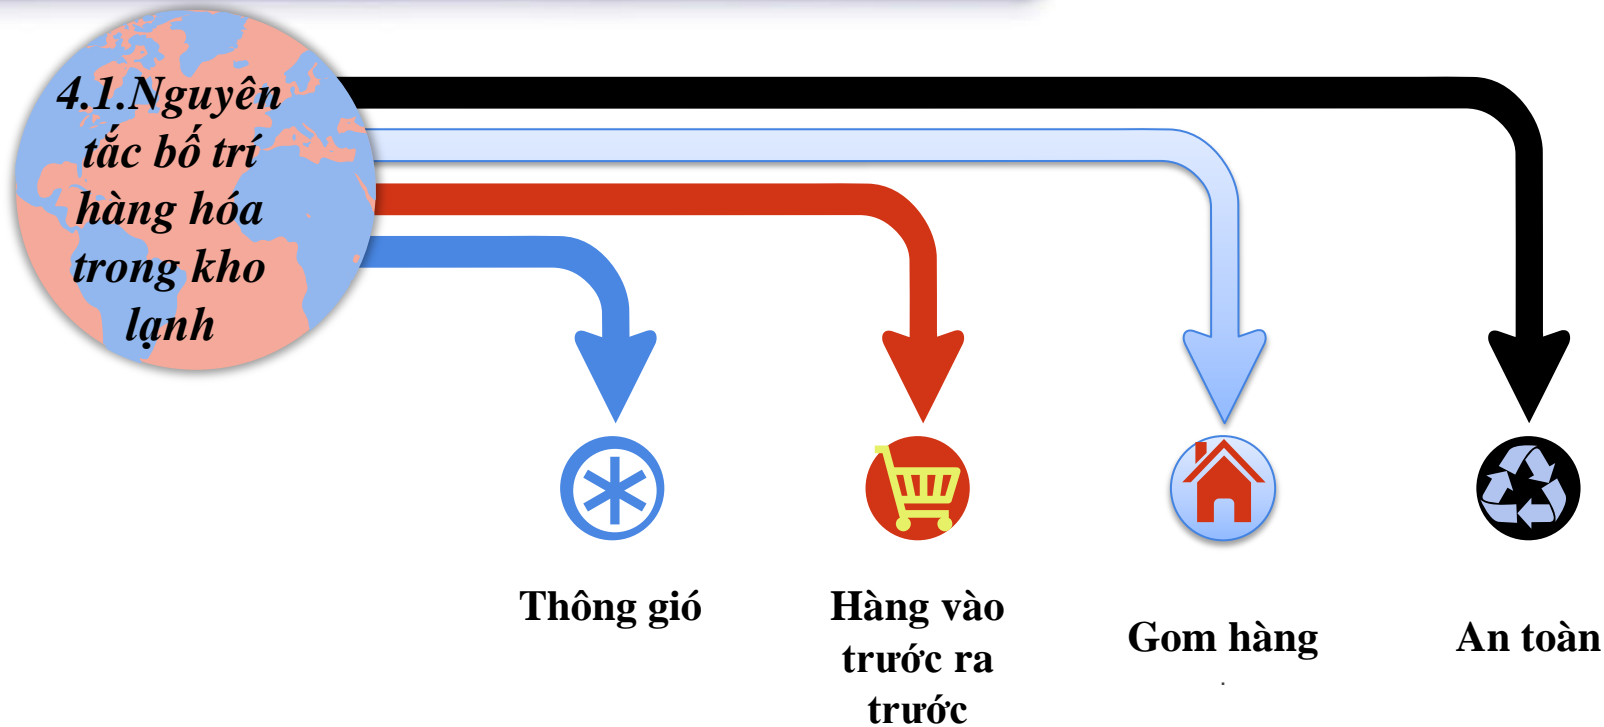 4.1.Nguyên
tắc bố trí
hàng hóa
trong kho
lạnh
Thông gió
Hàng vào
trước ra
trước
Gom hàng
.
An toàn